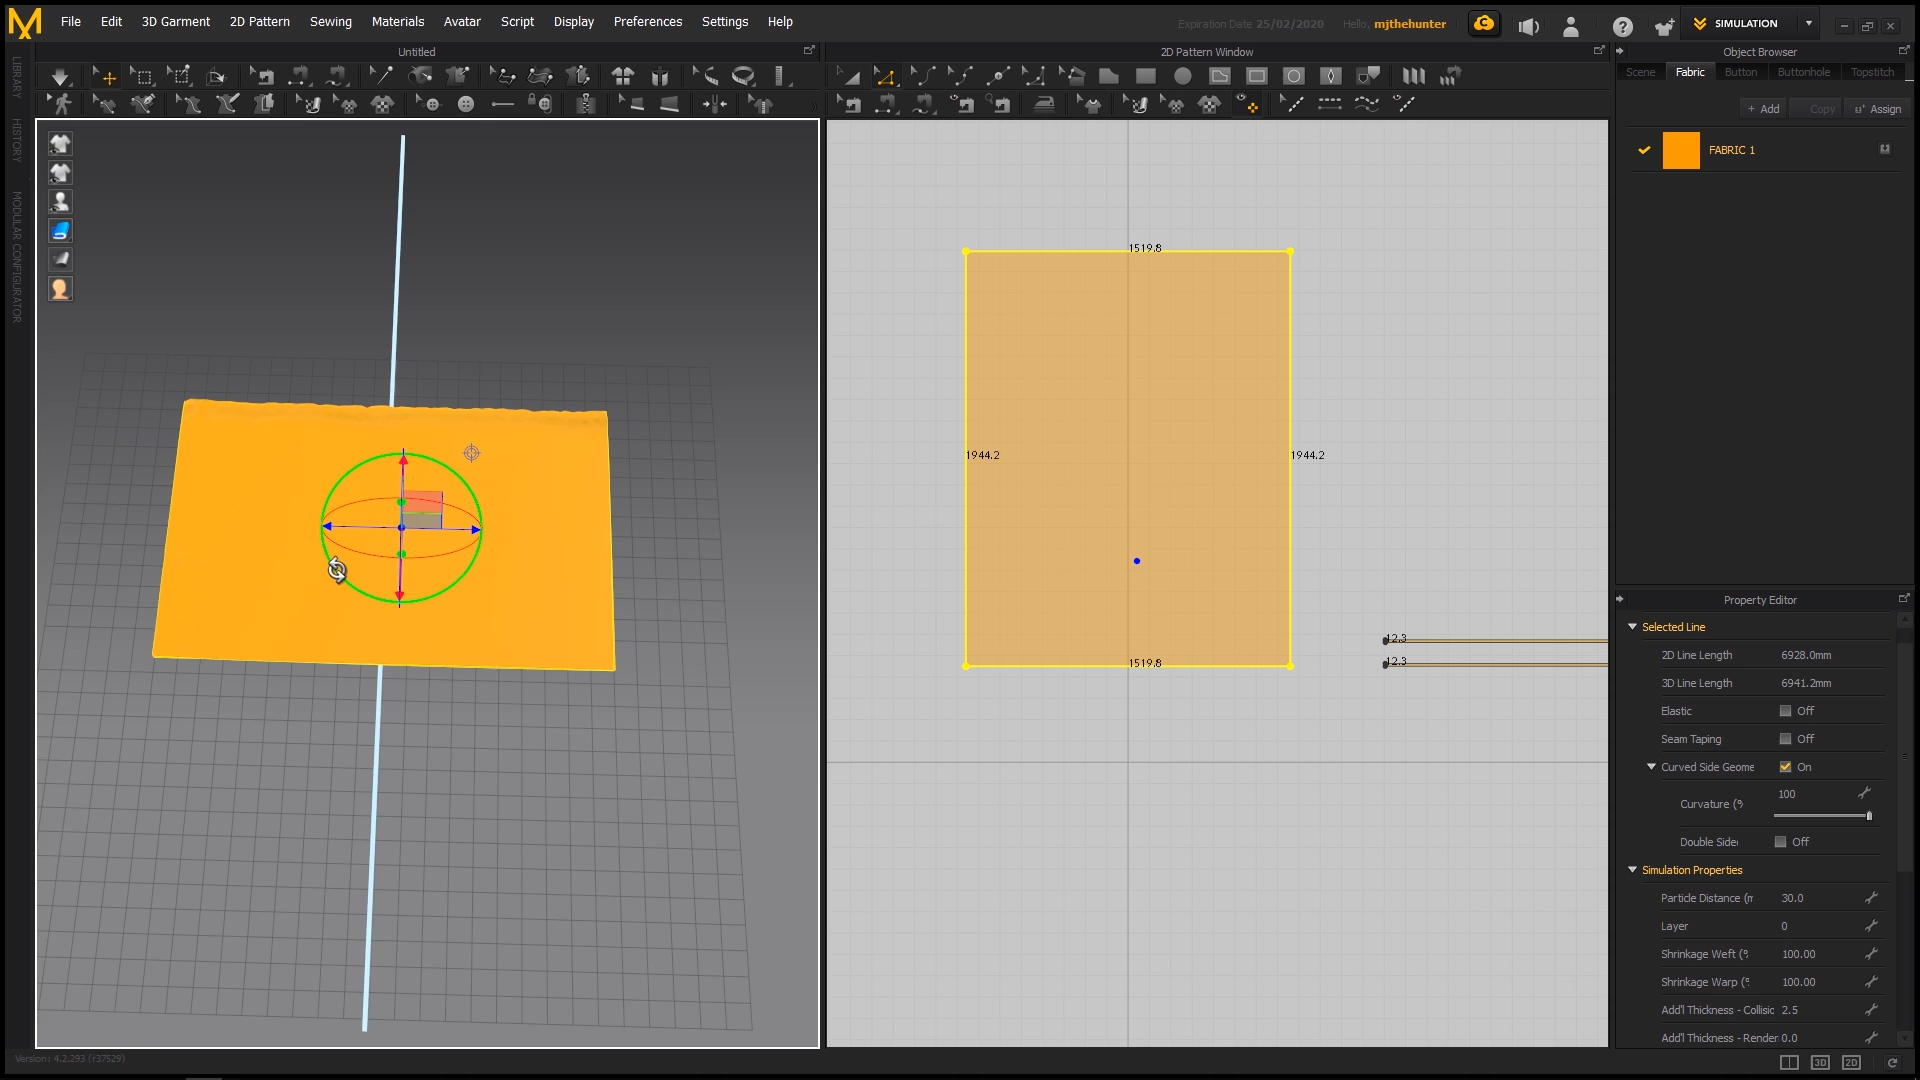 File Edit 3D Garment 2D Pattern Sewing Materials Avatar Script Display Preferences Settings Help
Expiration Date 25/02/2020 Hello, mjthehunter
SIMULATION
Untitled
2D Pattern Window
Object Browser
Scene Fabric Button Buttonhole Topstitch
+ Add Copy Assign
FABRIC 1
LIBRARY
HISTORY
MODULAR CONFIGURATOR
1519.8
1944.2
1944.2
1519.8
12.3
12.3
Property Editor
Selected Line
2D Line Length 6928.0mm
3D Line Length 6941.2mm
Elastic Off
Seam Taping Off
Curved Side Geome On
Curvature (% 100
Double Side Off
Simulation Properties
Particle Distance (m 30.0
Layer 0
Shrinkage Weft (% 100.00
Shrinkage Warp (% 100.00
Add'l Thickness - Collisic 2.5
Add'l Thickness - Render 0.0
Version: 4.2.293 (r37529)
3D 2D